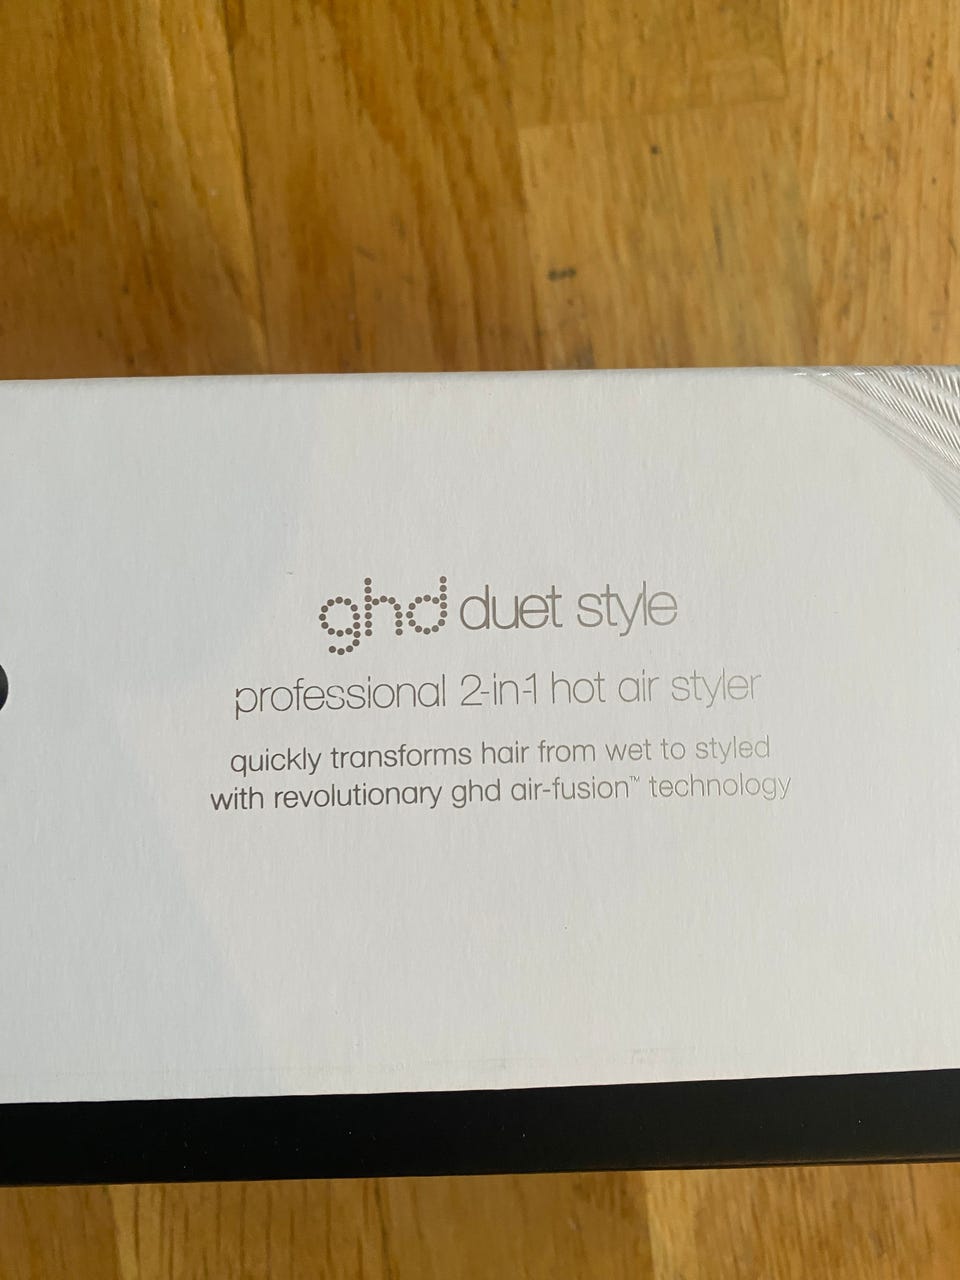 ghd duet style
professional 2-in-1 hot air styler
quickly transforms hair from wet to styled
with revolutionary ghd air-fusion™ technology